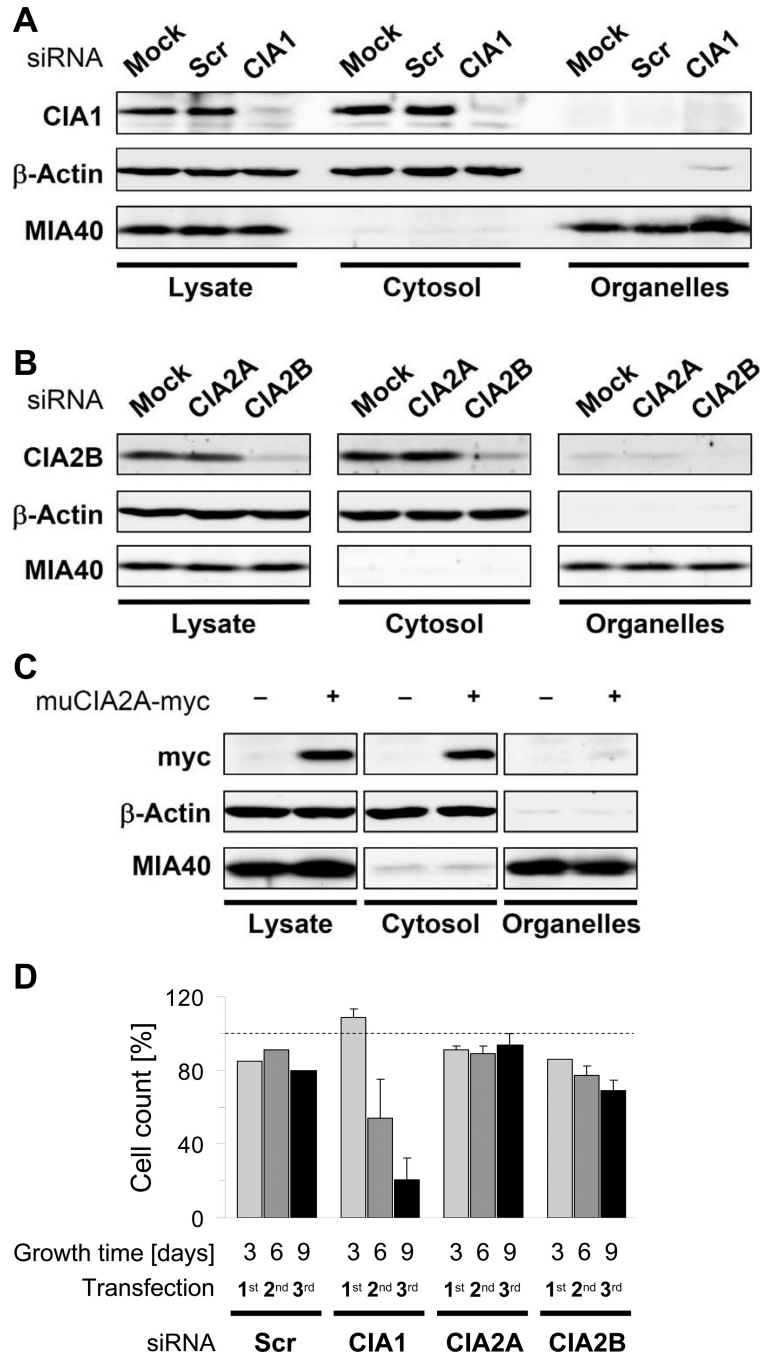 A
siRNA Mock Scr CIA1 Mock Scr CIA1 Mock Scr CIA1
CIA1
β-Actin
MIA40
Lysate Cytosol Organelles
B
siRNA Mock CIA2A CIA2B Mock CIA2A CIA2B Mock CIA2A CIA2B
CIA2B
β-Actin
MIA40
Lysate Cytosol Organelles
C
muCIA2A-myc – + – + – +
myc
β-Actin
MIA40
Lysate Cytosol Organelles
D
Cell count [%]
120
80
40
0
Growth time [days] 3 6 9 3 6 9 3 6 9 3 6 9
Transfection 1st 2nd 3rd 1st 2nd 3rd 1st 2nd 3rd 1st 2nd 3rd
siRNA Scr CIA1 CIA2A CIA2B